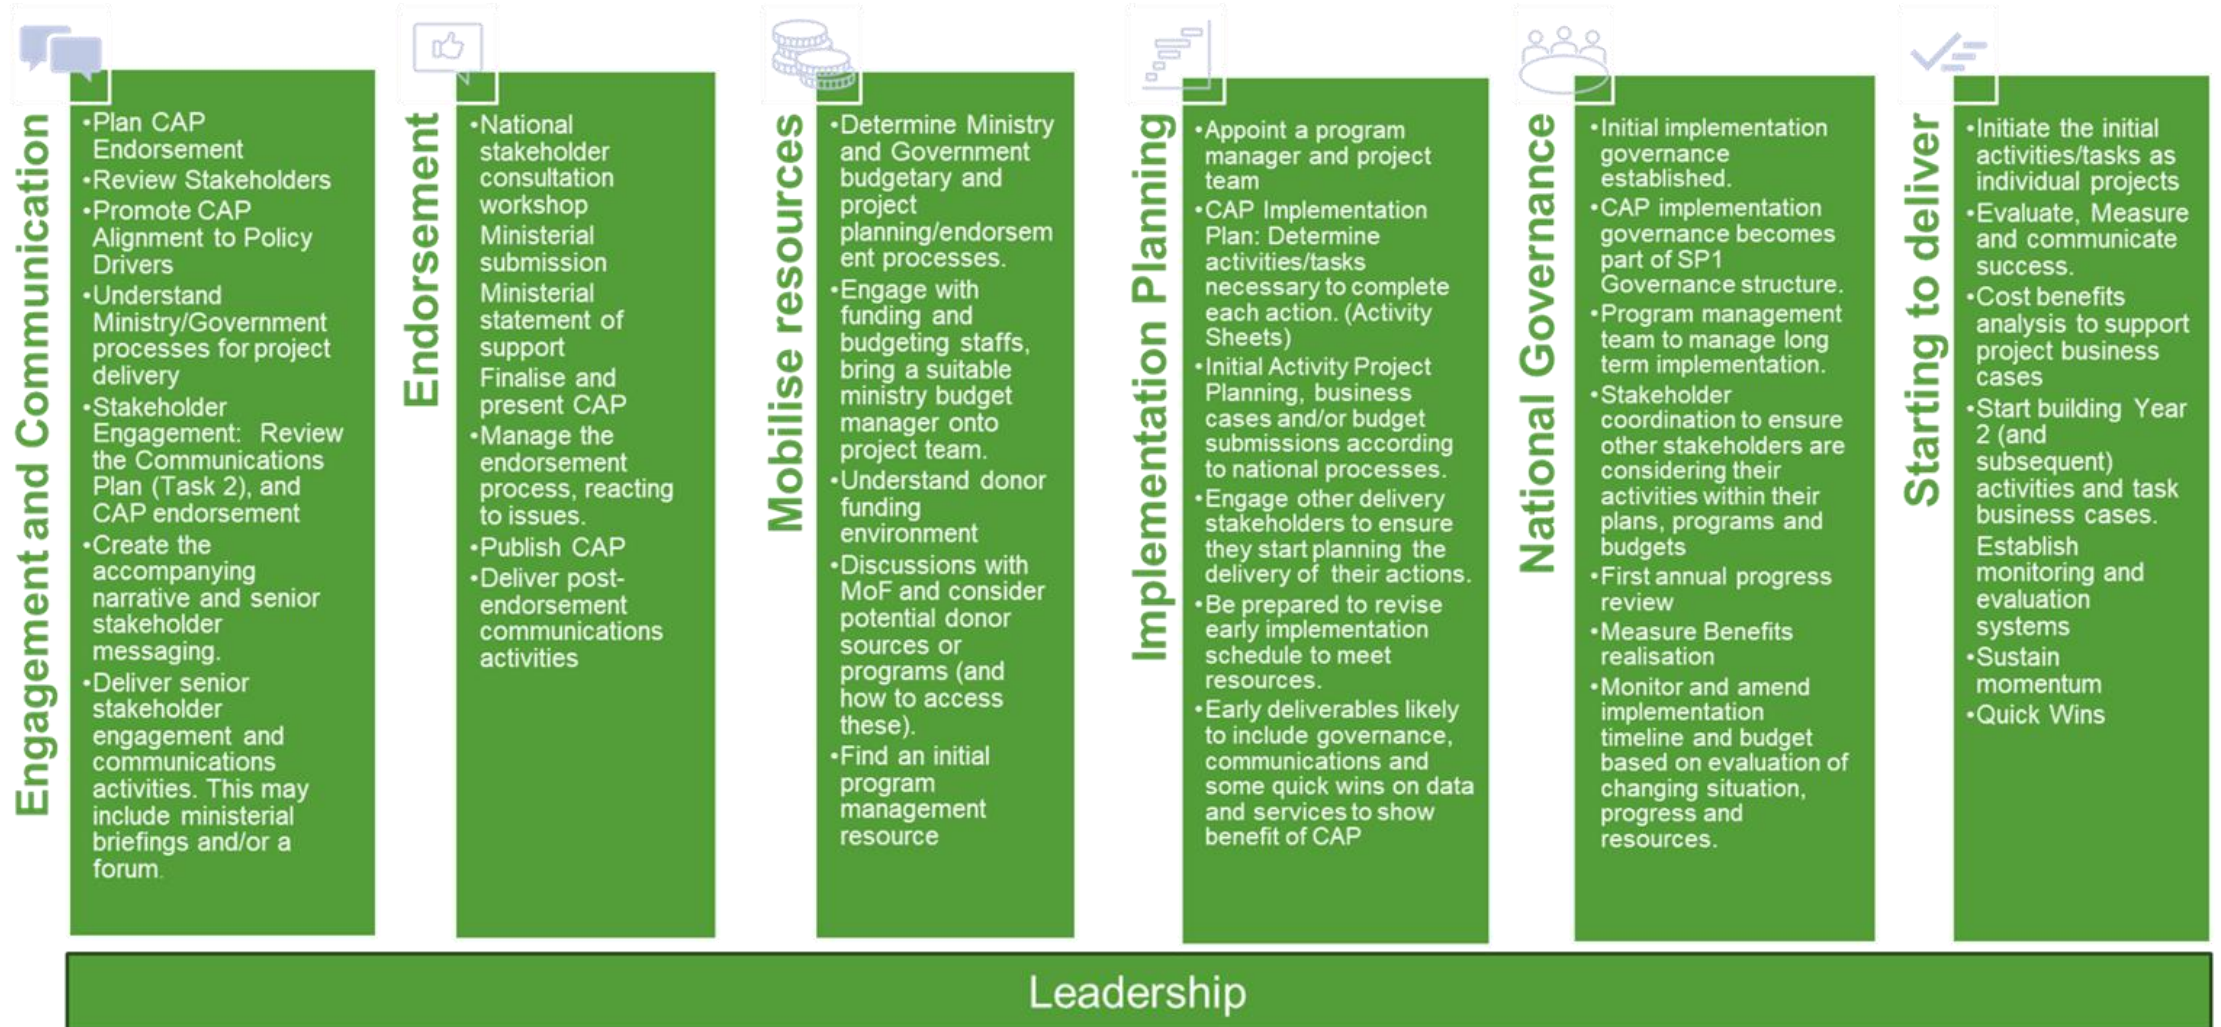 Engagement and Communication
•Plan CAP
Endorsement
•Review Stakeholders
•Promote CAP
Alignment to Policy
Drivers
•Understand
Ministry/Government
processes for project
delivery
•Stakeholder
Engagement: Review
the Communications
Plan (Task 2), and
CAP endorsement
•Create the
accompanying
narrative and senior
stakeholder
messaging.
•Deliver senior
stakeholder
engagement and
communications
activities. This may
include ministerial
briefings and/or a
forum.
Endorsement
•National
stakeholder
consultation
workshop
Ministerial
submission
Ministerial
statement of
support
Finalise and
present CAP
•Manage the
endorsement
process, reacting
to issues.
•Publish CAP
•Deliver post-
endorsement
communications
activities
Mobilise resources
•Determine Ministry
and Government
budgetary and
project
planning/endorsem
ent processes.
•Engage with
funding and
budgeting staffs,
bring a suitable
ministry budget
manager onto
project team.
•Understand donor
funding
environment
•Discussions with
MoF and consider
potential donor
sources or
programs (and
how to access
these).
•Find an initial
program
management
resource
Implementation Planning
•Appoint a program
manager and project
team
•CAP Implementation
Plan: Determine
activities/tasks
necessary to complete
each action. (Activity
Sheets)
•Initial Activity Project
Planning, business
cases and/or budget
submissions according
to national processes.
•Engage other delivery
stakeholders to ensure
they start planning the
delivery of their actions.
•Be prepared to revise
early implementation
schedule to meet
resources.
•Early deliverables likely
to include governance,
communications and
some quick wins on data
and services to show
benefit of CAP
National Governance
•Initial implementation
governance
established.
•CAP implementation
governance becomes
part of SP1
Governance structure.
•Program management
team to manage long
term implementation.
•Stakeholder
coordination to ensure
other stakeholders are
considering their
activities within their
plans, programs and
budgets
•First annual progress
review
•Measure Benefits
realisation
•Monitor and amend
implementation
timeline and budget
based on evaluation of
changing situation,
progress and
resources.
Starting to deliver
•Initiate the initial
activities/tasks as
individual projects
•Evaluate, Measure
and communicate
success.
•Cost benefits
analysis to support
project business
cases
•Start building Year
2 (and
subsequent)
activities and task
business cases.
Establish
monitoring and
evaluation
systems
•Sustain
momentum
•Quick Wins
Leadership